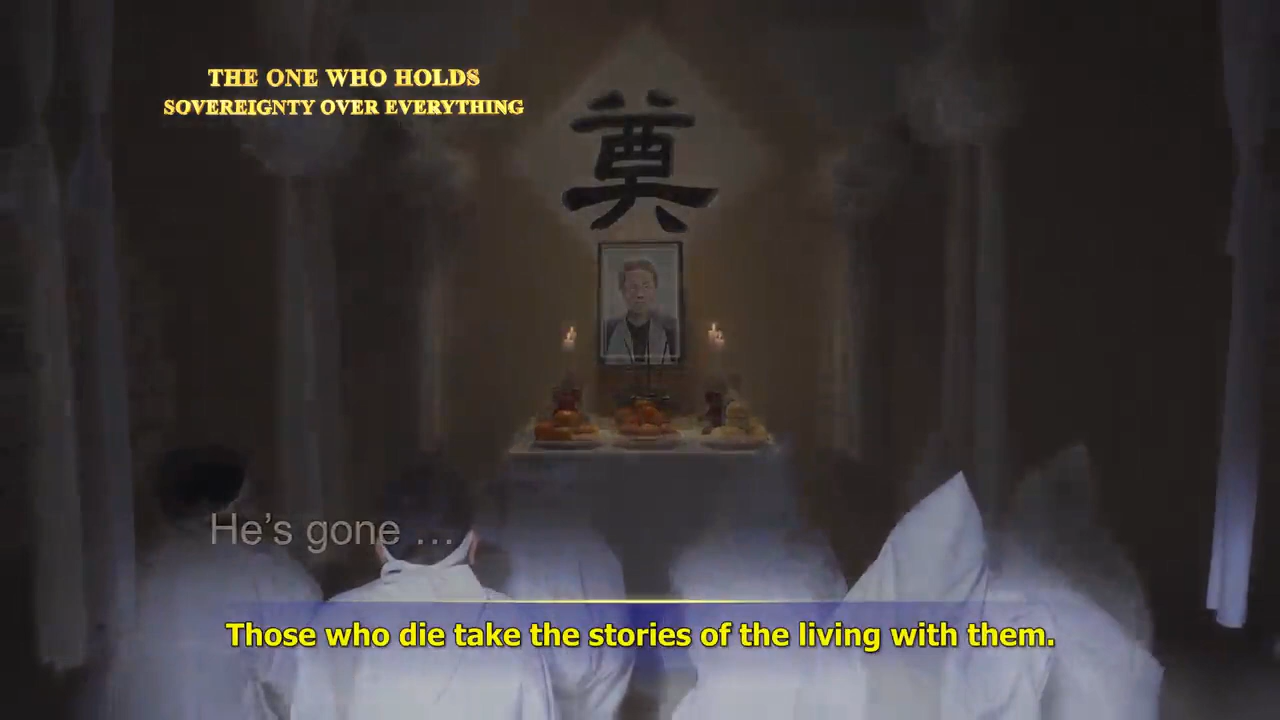 THE ONE WHO HOLDS
SOVEREIGNTY OVER EVERYTHING
奠
He’s gone …
Those who die take the stories of the living with them.